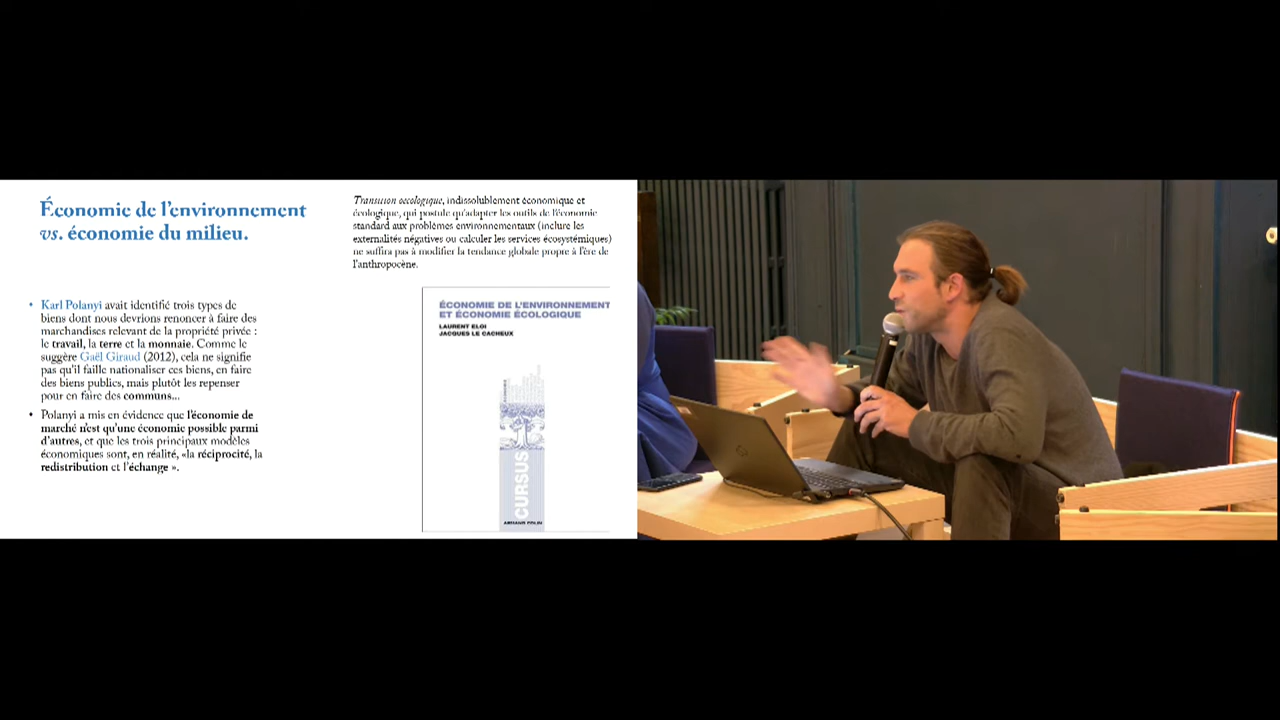 Économie de l'environnement
vs. économie du milieu.
• Karl Polanyi avait identifié trois types de
biens dont nous devrions renoncer à faire des
marchandises relevant de la propriété privée :
le travail, la terre et la monnaie. Comme le
suggère Gaël Giraud (2012), cela ne signifie
pas qu'il faille nationaliser ces biens, en faire
des biens publics, mais plutôt les repenser
pour en faire des communs...
• Polanyi a mis en évidence que l'économie de
marché n'est qu'une économie possible parmi
d'autres, et que les trois principaux modèles
économiques sont, en réalité, «la réciprocité, la
redistribution et l'échange ».
Transition oecologique, indissolublement économique et
écologique, qui postule qu'adapter les outils de l'économie
standard aux problèmes environnementaux (inclure les
externalités négatives ou calculer les services écosystémiques)
ne suffira pas à modifier la tendance globale propre à l'ère de
l'anthropocène.
ÉCONOMIE DE L'ENVIRONNEMENT
ET ÉCONOMIE ÉCOLOGIQUE
LAURENT ELOI
JACQUES LE CACHEUX
CURSUS
ARMAND COLIN